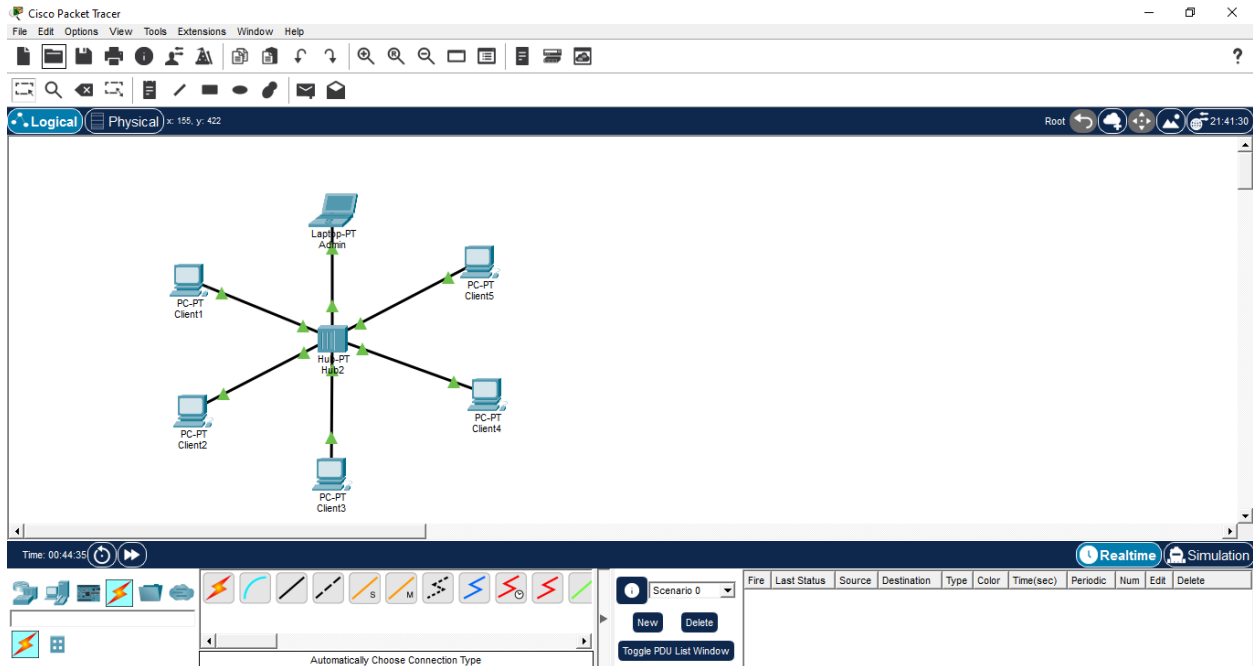 Cisco Packet Tracer
File Edit Options View Tools Extensions Window Help
?
Logical Physical x: 155, y: 422 Root 21:41:30
Laptop-PT
Admin
PC-PT
Client5
PC-PT
Client1
Hub-PT
Hub2
PC-PT
Client4
PC-PT
Client2
PC-PT
Client3
Time: 00:44:35 Realtime Simulation
S M
Scenario 0
Fire Last Status Source Destination Type Color Time(sec) Periodic Num Edit Delete
New Delete
Toggle PDU List Window
Automatically Choose Connection Type